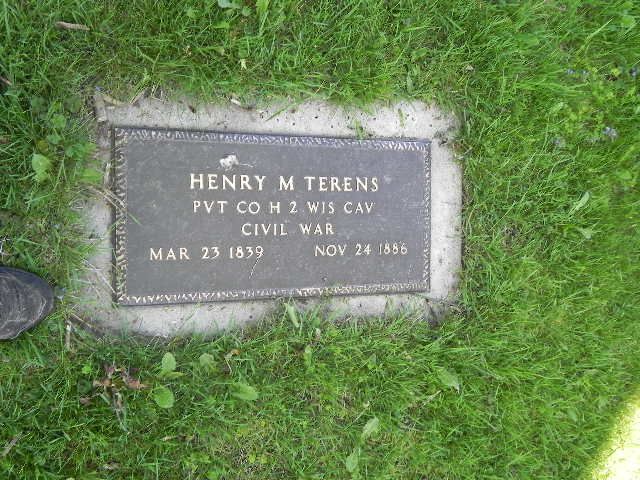 HENRY M TERENS
PVT CO H 2 WIS CAV
CIVIL WAR
MAR 23 1839 NOV 24 1886